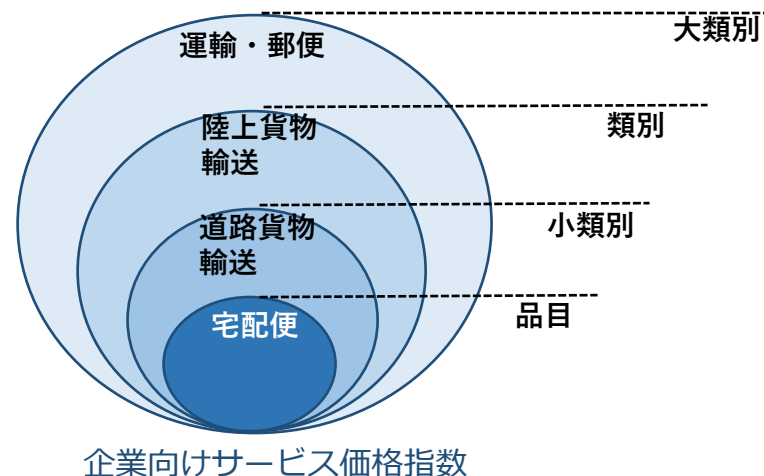 運輸・郵便
大類別
陸上貨物
輸送
類別
道路貨物
輸送
小類別
宅配便
品目
企業向けサービス価格指数